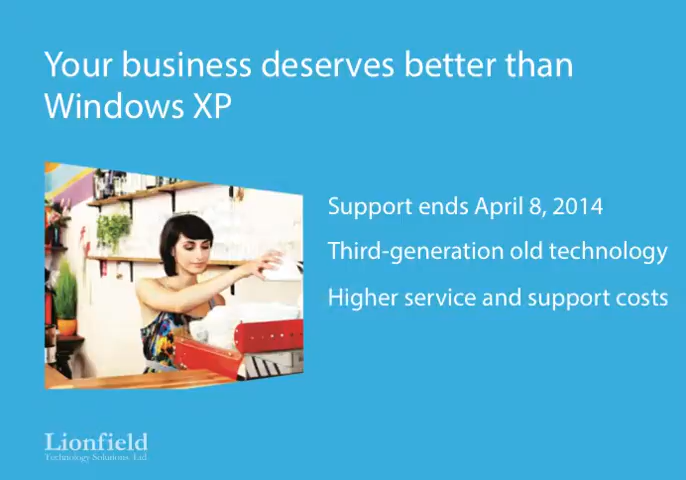 Your business deserves better than
Windows XP
Support ends April 8, 2014
Third-generation old technology
Higher service and support costs
Lionfield
Technology Solutions, Ltd.